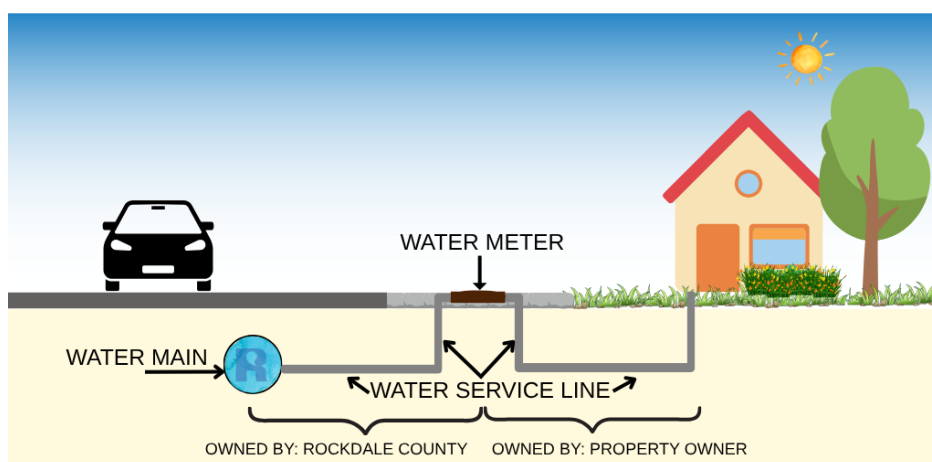 WATER METER
WATER MAIN
R
WATER SERVICE LINE
OWNED BY: ROCKDALE COUNTY
OWNED BY: PROPERTY OWNER